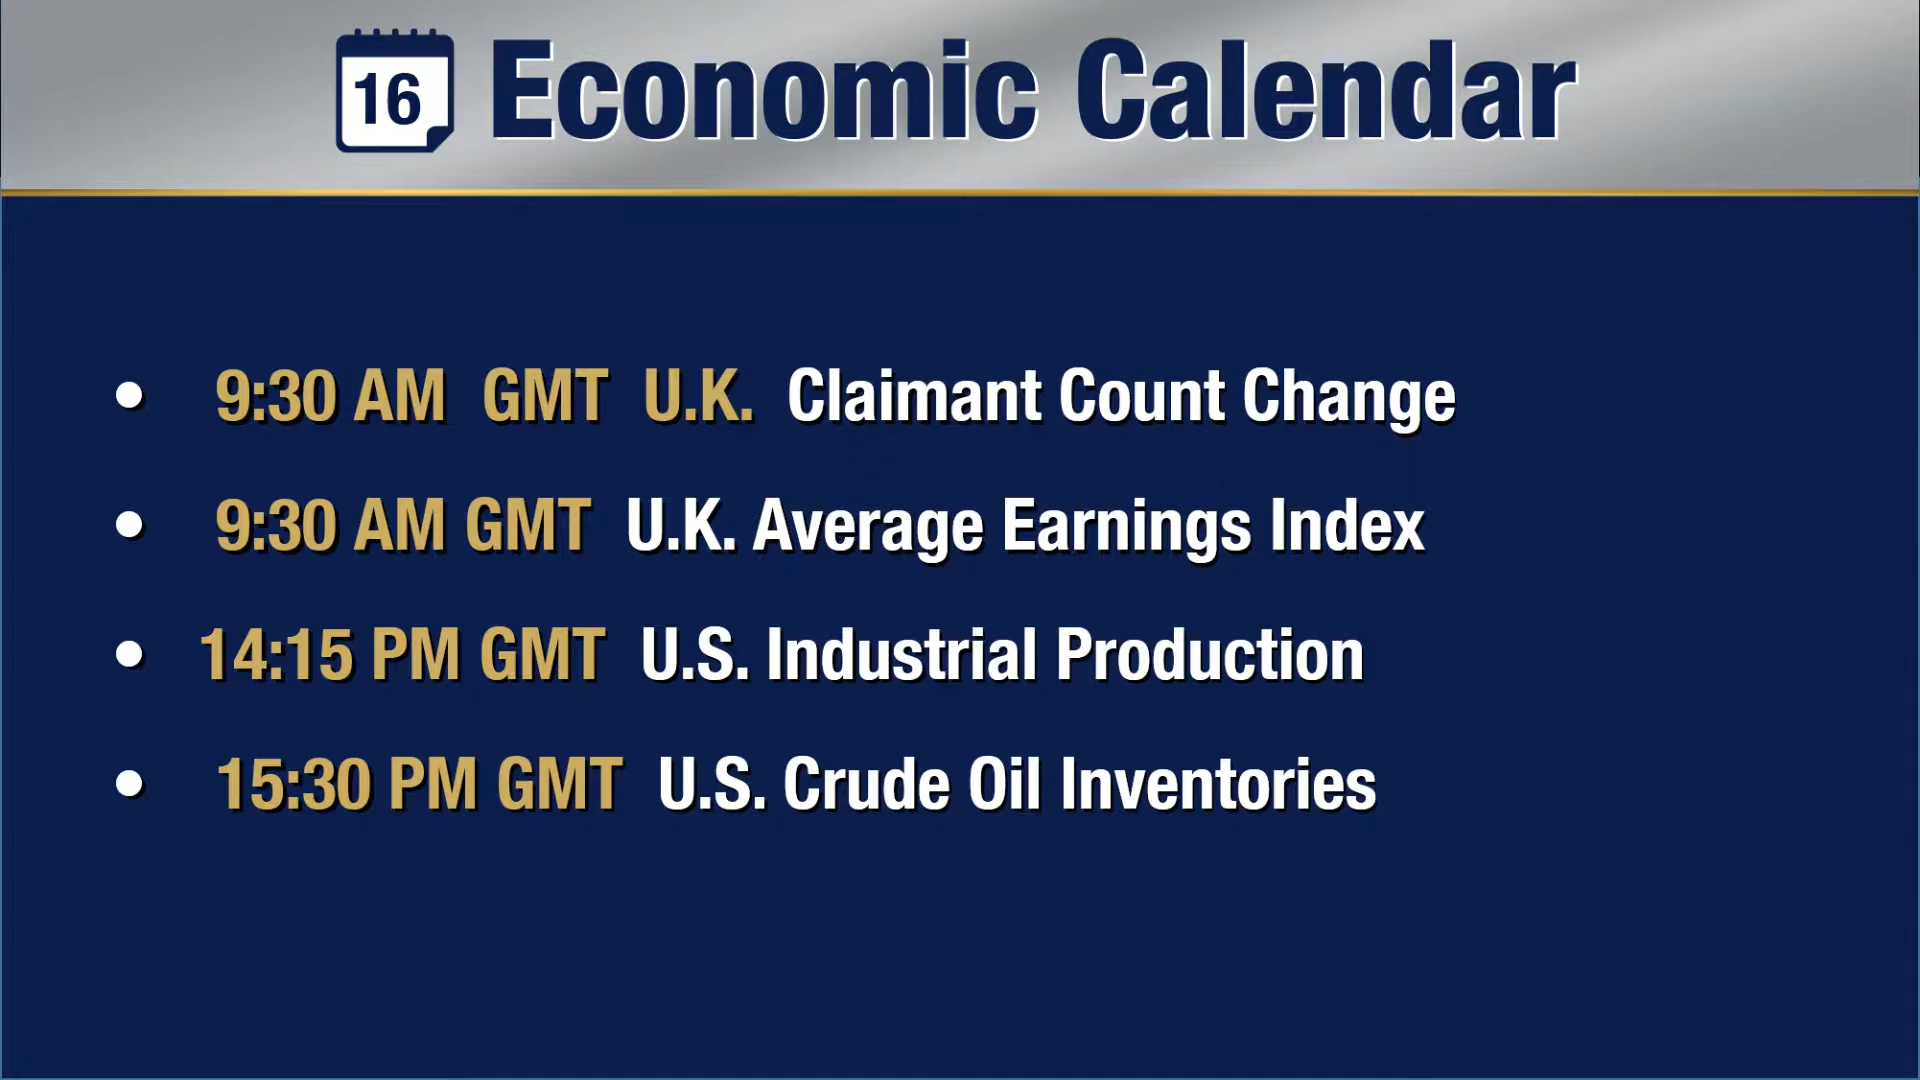 16 Economic Calendar
• 9:30 AM GMT U.K. Claimant Count Change
• 9:30 AM GMT U.K. Average Earnings Index
• 14:15 PM GMT U.S. Industrial Production
• 15:30 PM GMT U.S. Crude Oil Inventories